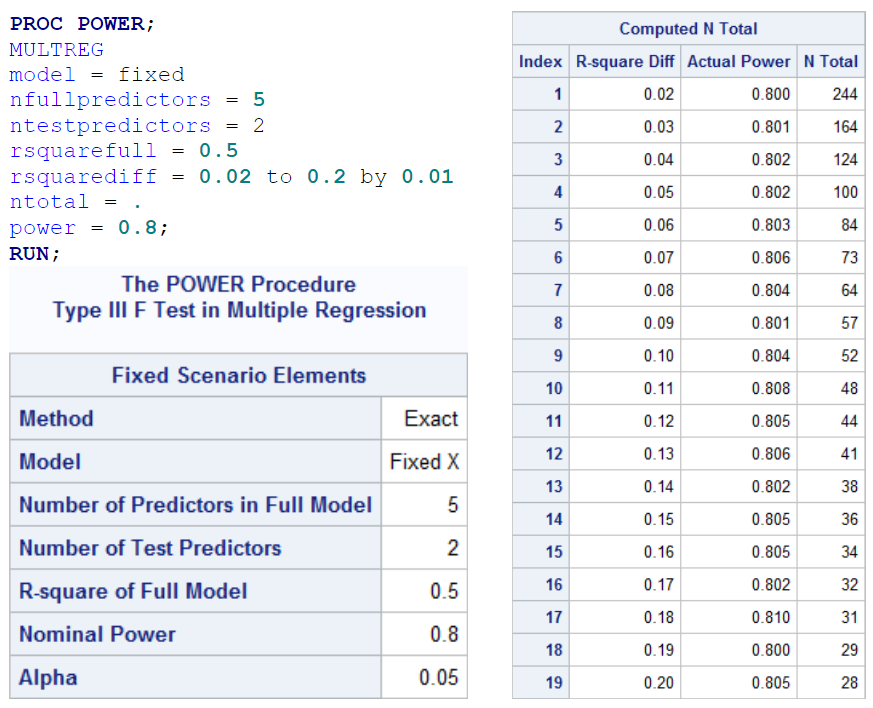 PROC POWER;
MULTREG
model = fixed
nfullpredictors = 5
ntestpredictors = 2
rsquarefull = 0.5
rsquarediff = 0.02 to 0.2 by 0.01
ntotal = .
power = 0.8;
RUN;
The POWER Procedure
Type III F Test in Multiple Regression
Fixed Scenario Elements
Method Exact
Model Fixed X
Number of Predictors in Full Model 5
Number of Test Predictors 2
R-square of Full Model 0.5
Nominal Power 0.8
Alpha 0.05
Computed N Total
Index R-square Diff Actual Power N Total
1 0.02 0.800 244
2 0.03 0.801 164
3 0.04 0.802 124
4 0.05 0.802 100
5 0.06 0.803 84
6 0.07 0.806 73
7 0.08 0.804 64
8 0.09 0.801 57
9 0.10 0.804 52
10 0.11 0.808 48
11 0.12 0.805 44
12 0.13 0.806 41
13 0.14 0.802 38
14 0.15 0.805 36
15 0.16 0.805 34
16 0.17 0.802 32
17 0.18 0.810 31
18 0.19 0.800 29
19 0.20 0.805 28